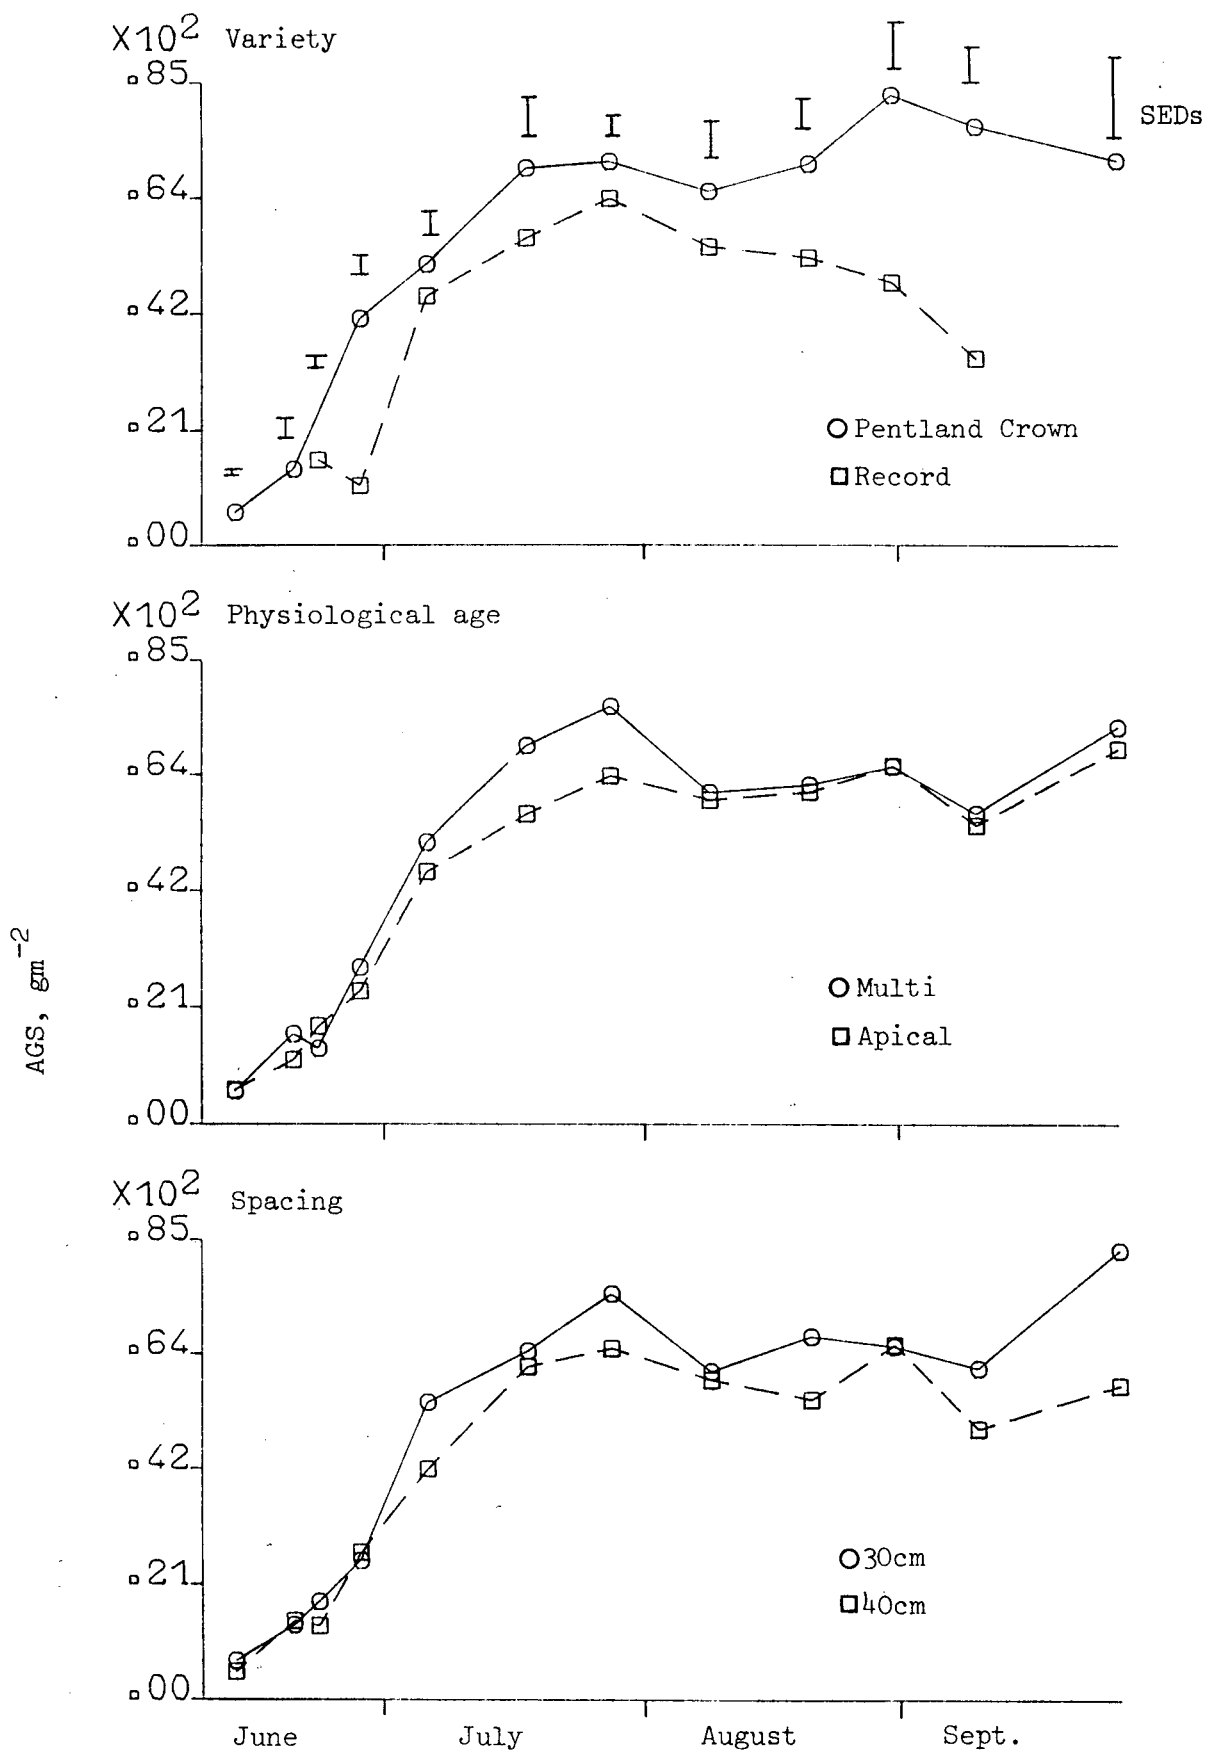 X10² Variety
.85
SEDs
.64
.42
.21
Pentland Crown
Record
.00
X10² Physiological age
.85
.64
.42
AGS, gm⁻²
Multi
.21
Apical
.00
X10² Spacing
.85
.64
.42
30cm
.21
40cm
.00
June July August Sept.